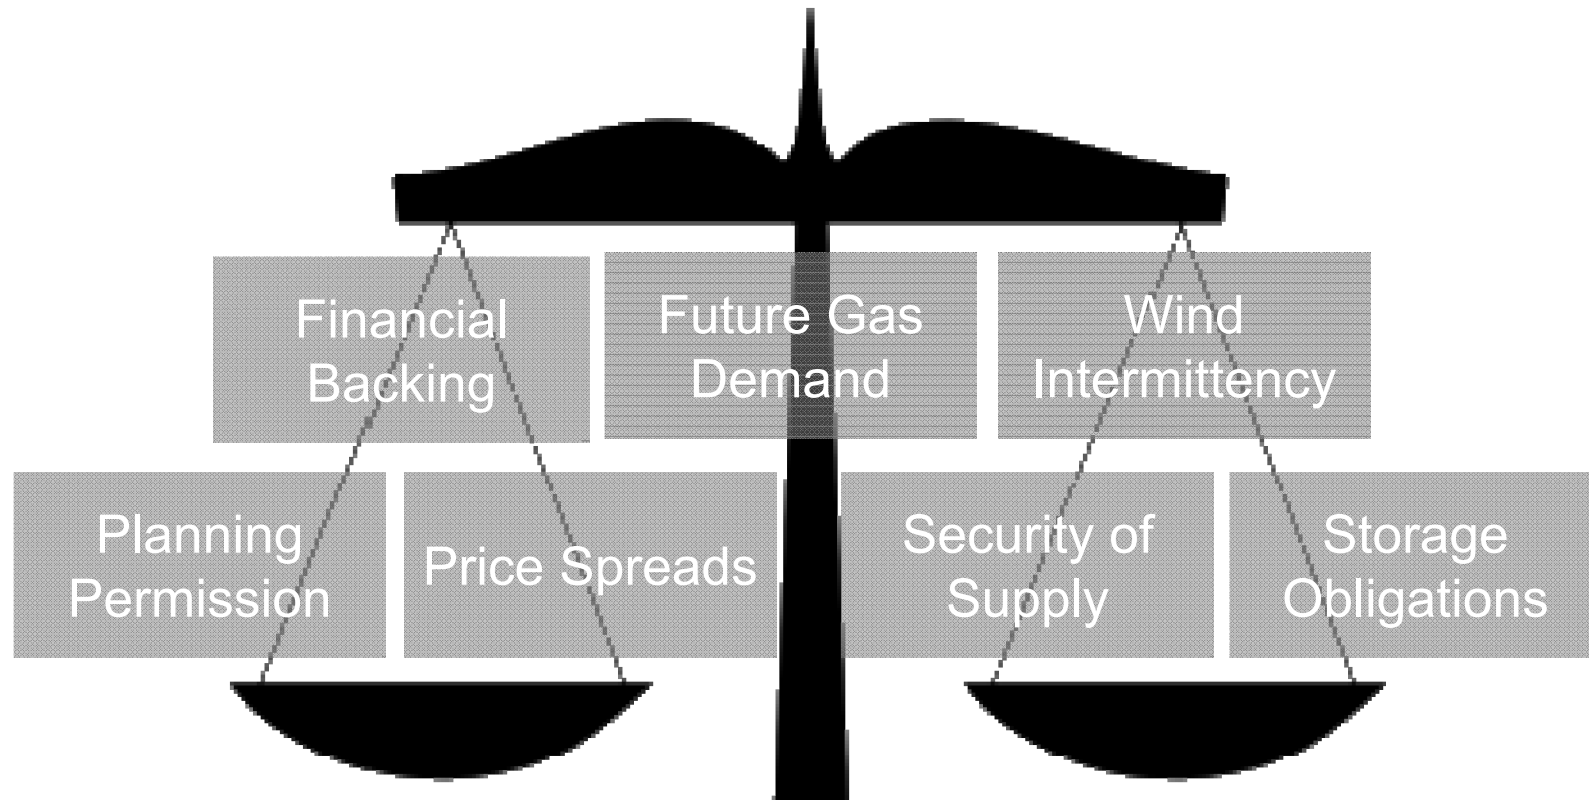 Financial
Backing
Future Gas
Demand
Wind
Intermittency
Planning
Permission
Price Spreads
Security of
Supply
Storage
Obligations